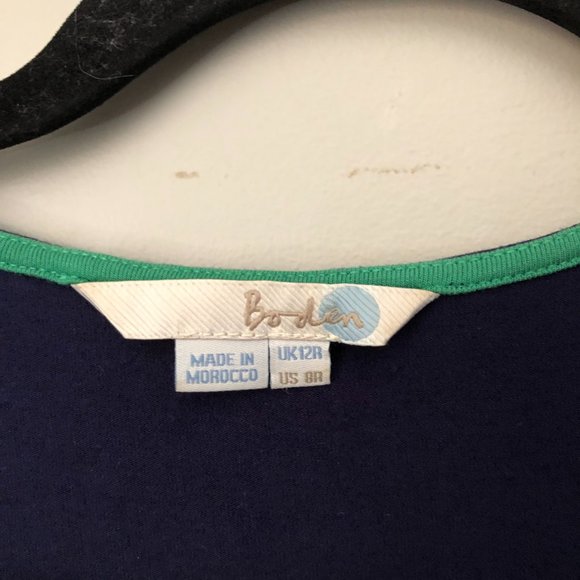 Boden
MADE IN
MOROCCO
UK12R
US 8R